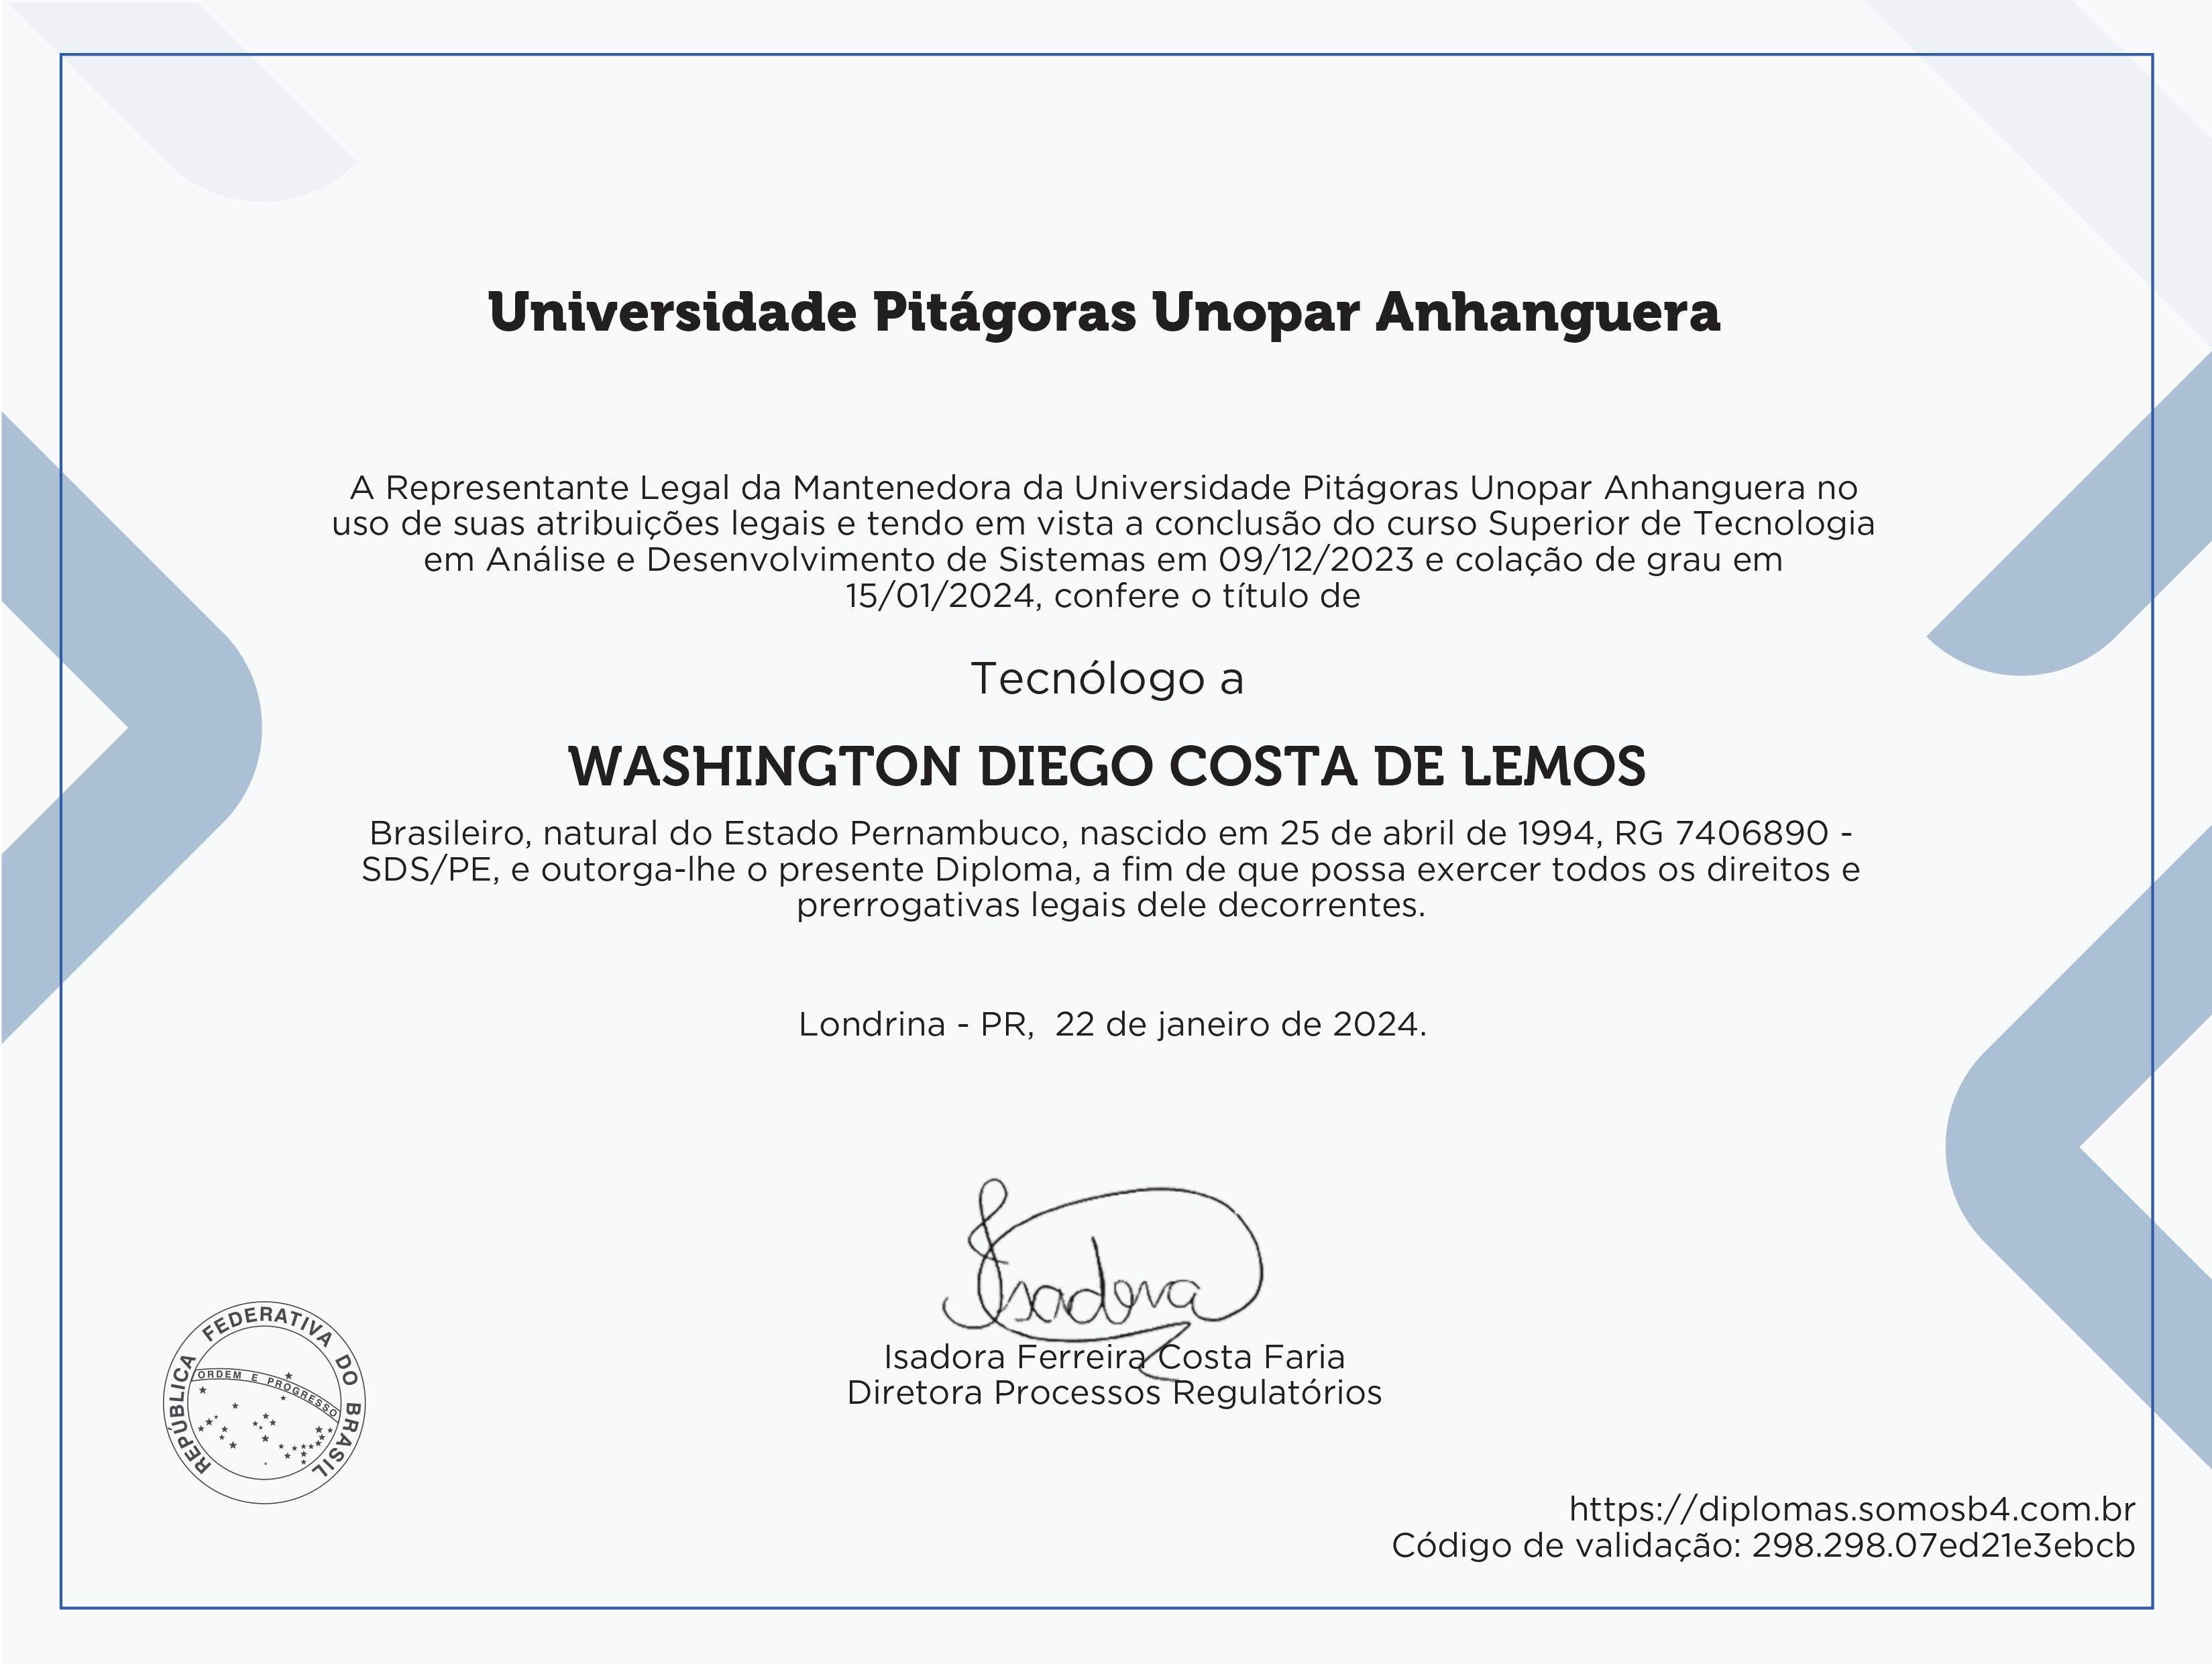 Universidade Pitágoras Unopar Anhanguera
A Representante Legal da Mantenedora da Universidade Pitágoras Unopar Anhanguera no
uso de suas atribuições legais e tendo em vista a conclusão do curso Superior de Tecnologia
em Análise e Desenvolvimento de Sistemas em 09/12/2023 e colação de grau em
15/01/2024, confere o título de
Tecnólogo a
WASHINGTON DIEGO COSTA DE LEMOS
Brasileiro, natural do Estado Pernambuco, nascido em 25 de abril de 1994, RG 7406890 -
SDS/PE, e outorga-lhe o presente Diploma, a fim de que possa exercer todos os direitos e
prerrogativas legais dele decorrentes.
Londrina - PR,  22 de janeiro de 2024.
Isadora
Isadora Ferreira Costa Faria
Diretora Processos Regulatórios
REPÚBLICA FEDERATIVA DO BRASIL
ORDEM E PROGRESSO
https://diplomas.somosb4.com.br
Código de validação: 298.298.07ed21e3ebcb